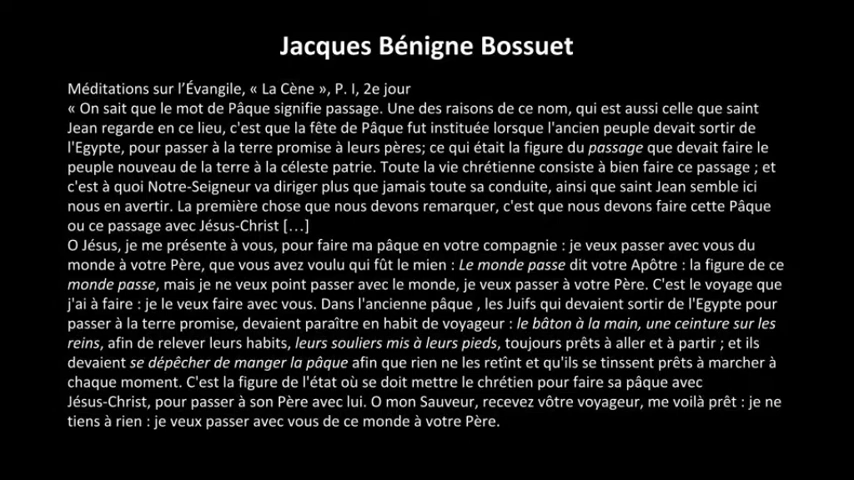 Jacques Bénigne Bossuet
Méditations sur l'Évangile, « La Cène », P. I, 2e jour
« On sait que le mot de Pâque signifie passage. Une des raisons de ce nom, qui est aussi celle que saint
Jean regarde en ce lieu, c'est que la fête de Pâque fut instituée lorsque l'ancien peuple devait sortir de
l'Egypte, pour passer à la terre promise à leurs pères; ce qui était la figure du passage que devait faire le
peuple nouveau de la terre à la céleste patrie. Toute la vie chrétienne consiste à bien faire ce passage ; et
c'est à quoi Notre-Seigneur va diriger plus que jamais toute sa conduite, ainsi que saint Jean semble ici
nous en avertir. La première chose que nous devons remarquer, c'est que nous devons faire cette Pâque
ou ce passage avec Jésus-Christ […]
O Jésus, je me présente à vous, pour faire ma pâque en votre compagnie : je veux passer avec vous du
monde à votre Père, que vous avez voulu qui fût le mien : Le monde passe dit votre Apôtre : la figure de ce
monde passe, mais je ne veux point passer avec le monde, je veux passer à votre Père. C'est le voyage que
j'ai à faire : je le veux faire avec vous. Dans l'ancienne pâque , les Juifs qui devaient sortir de l'Egypte pour
passer à la terre promise, devaient paraître en habit de voyageur : le bâton à la main, une ceinture sur les
reins, afin de relever leurs habits, leurs souliers mis à leurs pieds, toujours prêts à aller et à partir ; et ils
devaient se dépêcher de manger la pâque afin que rien ne les retînt et qu'ils se tinssent prêts à marcher à
chaque moment. C'est la figure de l'état où se doit mettre le chrétien pour faire sa pâque avec
Jésus-Christ, pour passer à son Père avec lui. O mon Sauveur, recevez vôtre voyageur, me voilà prêt : je ne
tiens à rien : je veux passer avec vous de ce monde à votre Père.